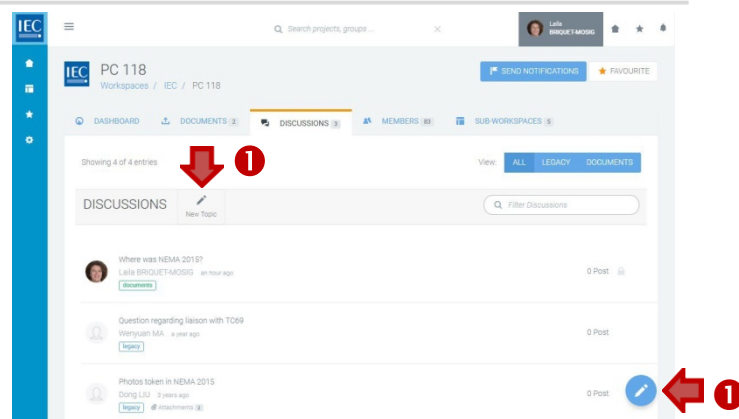 IEC
Search projects, groups ...
Laila
BRIQUET-MOSIG
IEC
PC 118
Workspaces / IEC / PC 118
SEND NOTIFICATIONS
FAVOURITE
DASHBOARD
DOCUMENTS 2
DISCUSSIONS 3
MEMBERS 83
SUB-WORKSPACES 5
Showing 4 of 4 entries
1
View: ALL LEGACY DOCUMENTS
DISCUSSIONS
New Topic
Filter Discussions
Where was NEMA 2015?
Laila BRIQUET-MOSIG an hour ago
0 Post
documents
Question regarding liaison with TC69
Wenyuan MA a year ago
0 Post
legacy
Photos token in NEMA 2015
Dong LIU 3 years ago
0 Post
legacy Attachments
1